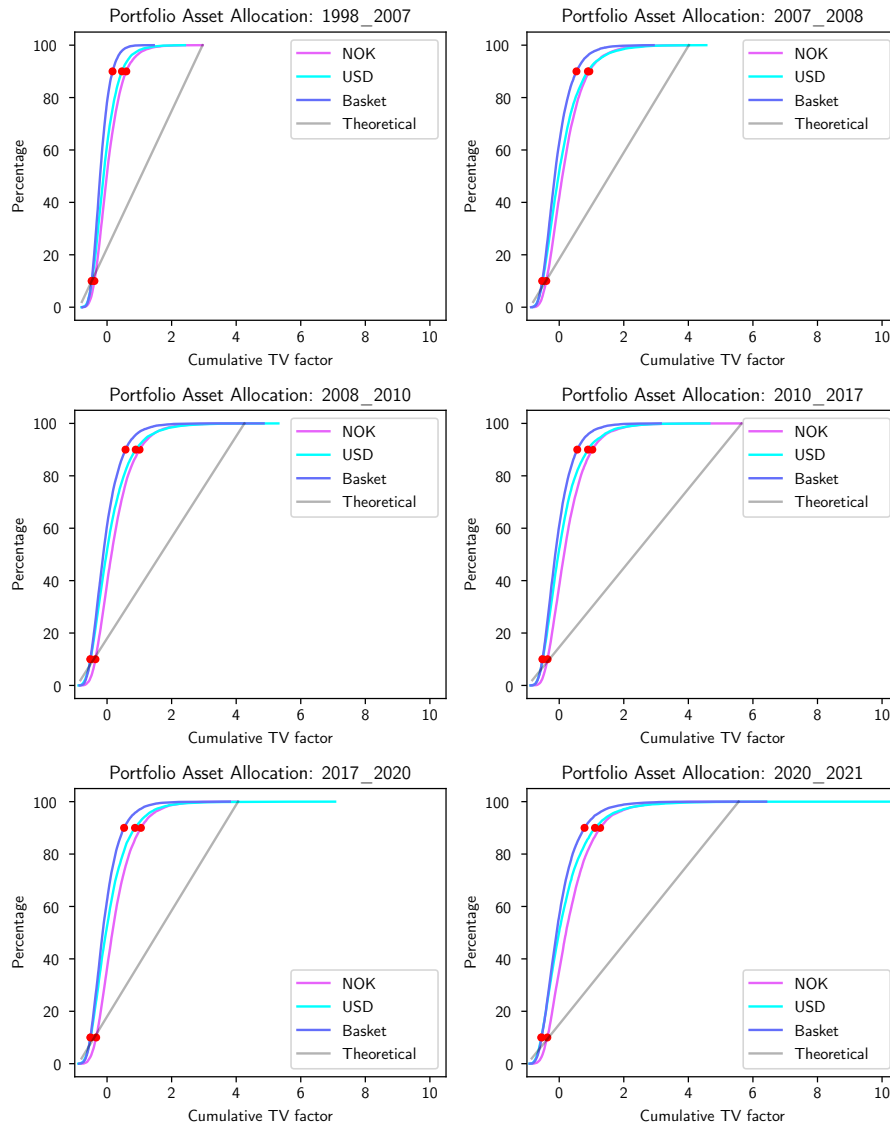 Portfolio Asset Allocation: 1998_2007
100
80
60
40
20
0
Percentage
0 2 4 6 8 10
Cumulative TV factor
NOK
USD
Basket
Theoretical
Portfolio Asset Allocation: 2007_2008
100
80
60
40
20
0
Percentage
0 2 4 6 8 10
Cumulative TV factor
NOK
USD
Basket
Theoretical
Portfolio Asset Allocation: 2008_2010
100
80
60
40
20
0
Percentage
0 2 4 6 8 10
Cumulative TV factor
NOK
USD
Basket
Theoretical
Portfolio Asset Allocation: 2010_2017
100
80
60
40
20
0
Percentage
0 2 4 6 8 10
Cumulative TV factor
NOK
USD
Basket
Theoretical
Portfolio Asset Allocation: 2017_2020
100
80
60
40
20
0
Percentage
0 2 4 6 8 10
Cumulative TV factor
NOK
USD
Basket
Theoretical
Portfolio Asset Allocation: 2020_2021
100
80
60
40
20
0
Percentage
0 2 4 6 8 10
Cumulative TV factor
NOK
USD
Basket
Theoretical